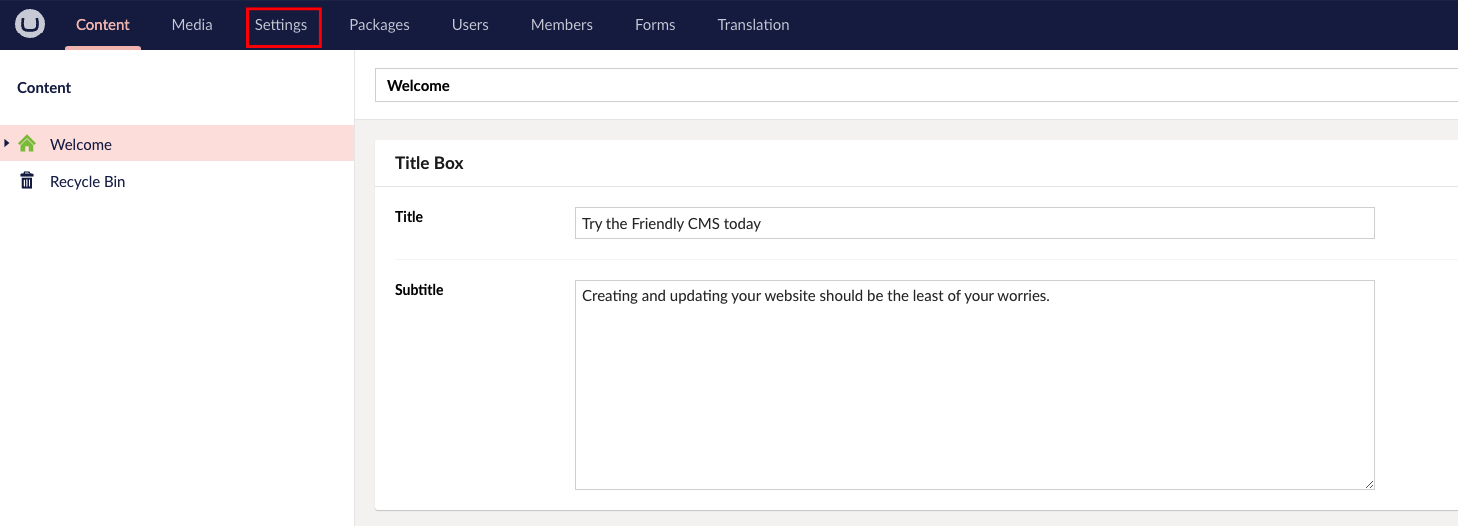 Content Media Settings Packages Users Members Forms Translation
Content
Welcome
Recycle Bin
Welcome
Title Box
Title
Try the Friendly CMS today
Subtitle
Creating and updating your website should be the least of your worries.